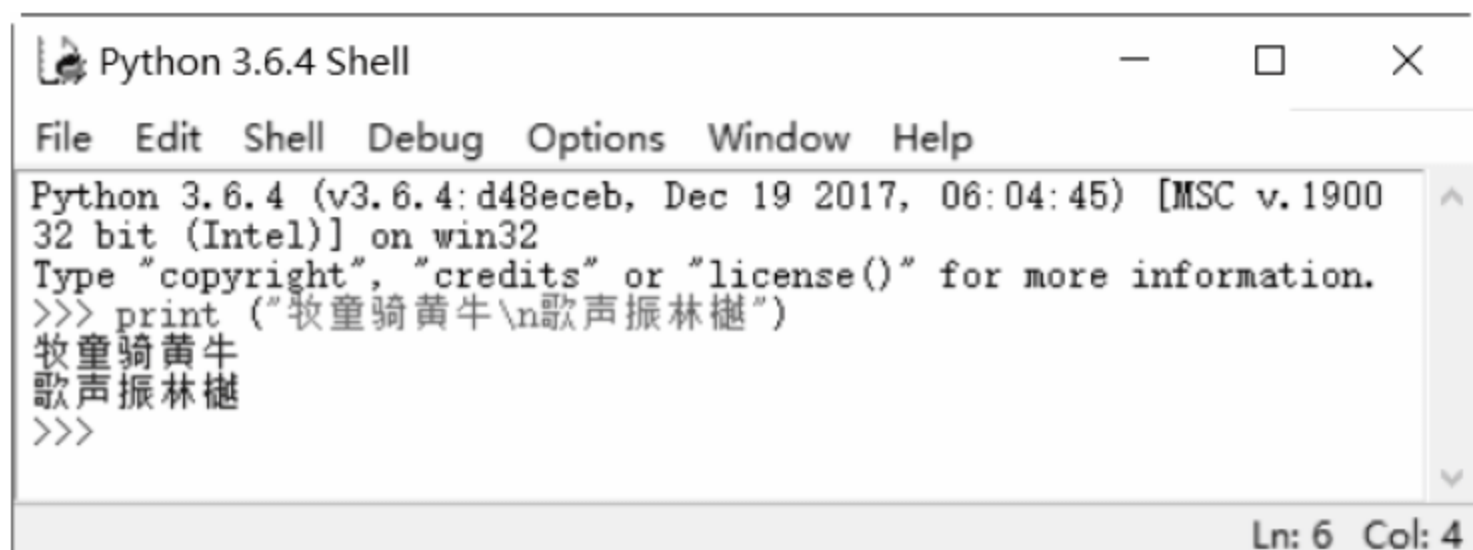 Python 3.6.4 Shell
File Edit Shell Debug Options Window Help
Python 3.6.4 (v3.6.4:d48eceb, Dec 19 2017, 06:04:45) [MSC v.1900
32 bit (Intel)] on win32
Type "copyright", "credits" or "license()" for more information.
>>> print ("牧童骑黄牛\n歌声振林樾")
牧童骑黄牛
歌声振林樾
>>>
Ln: 6 Col: 4